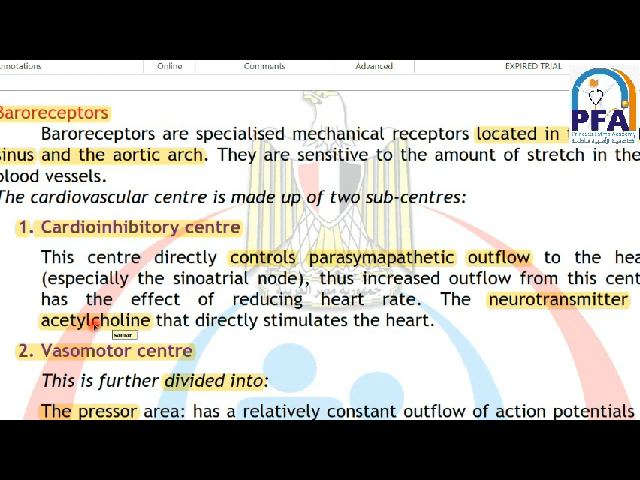 nnotations Online Comments Advanced EXPIRED TRIAL
PFA
Baroreceptors
Baroreceptors are specialised mechanical receptors located in
sinus and the aortic arch. They are sensitive to the amount of stretch in the
blood vessels.
The cardiovascular centre is made up of two sub-centres:
1. Cardioinhibitory centre
This centre directly controls parasymapathetic outflow to the hea
(especially the sinoatrial node), thus increased outflow from this cent
has the effect of reducing heart rate. The neurotransmitter
acetylcholine that directly stimulates the heart.
2. Vasomotor centre
This is further divided into:
The pressor area: has a relatively constant outflow of action potentials